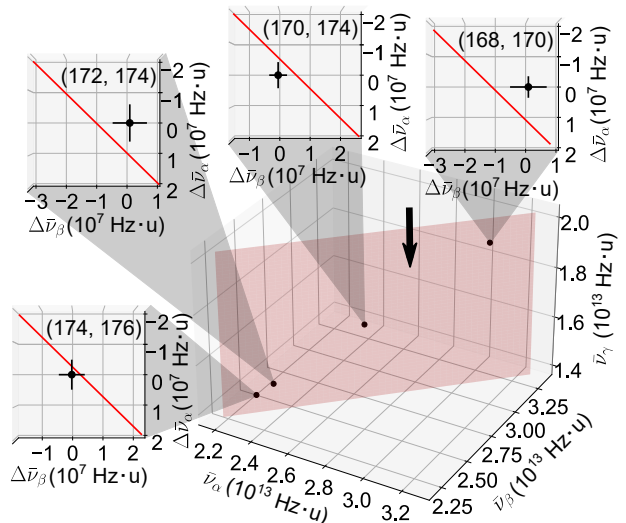 (172, 174)
−2
−1
0
1
2
Δν̄α (10⁷ Hz·u)
−3 −2 −1 0 1
Δν̄β (10⁷ Hz·u)
(170, 174)
−2
−1
0
1
2
Δν̄α (10⁷ Hz·u)
−1 0 1 2
Δν̄β (10⁷ Hz·u)
(168, 170)
−2
−1
0
1
2
Δν̄α (10⁷ Hz·u)
−3 −2 −1 0 1
Δν̄β (10⁷ Hz·u)
(174, 176)
−2
−1
0
1
2
Δν̄α (10⁷ Hz·u)
−1 0 1 2
Δν̄β (10⁷ Hz·u)
2.0
1.8
1.6
1.4
ν̄γ (10¹³ Hz·u)
2.2 2.4 2.6 2.8 3.0 3.2
ν̄α (10¹³ Hz·u)
3.25
3.00
2.75
2.50
2.25
ν̄β (10¹³ Hz·u)